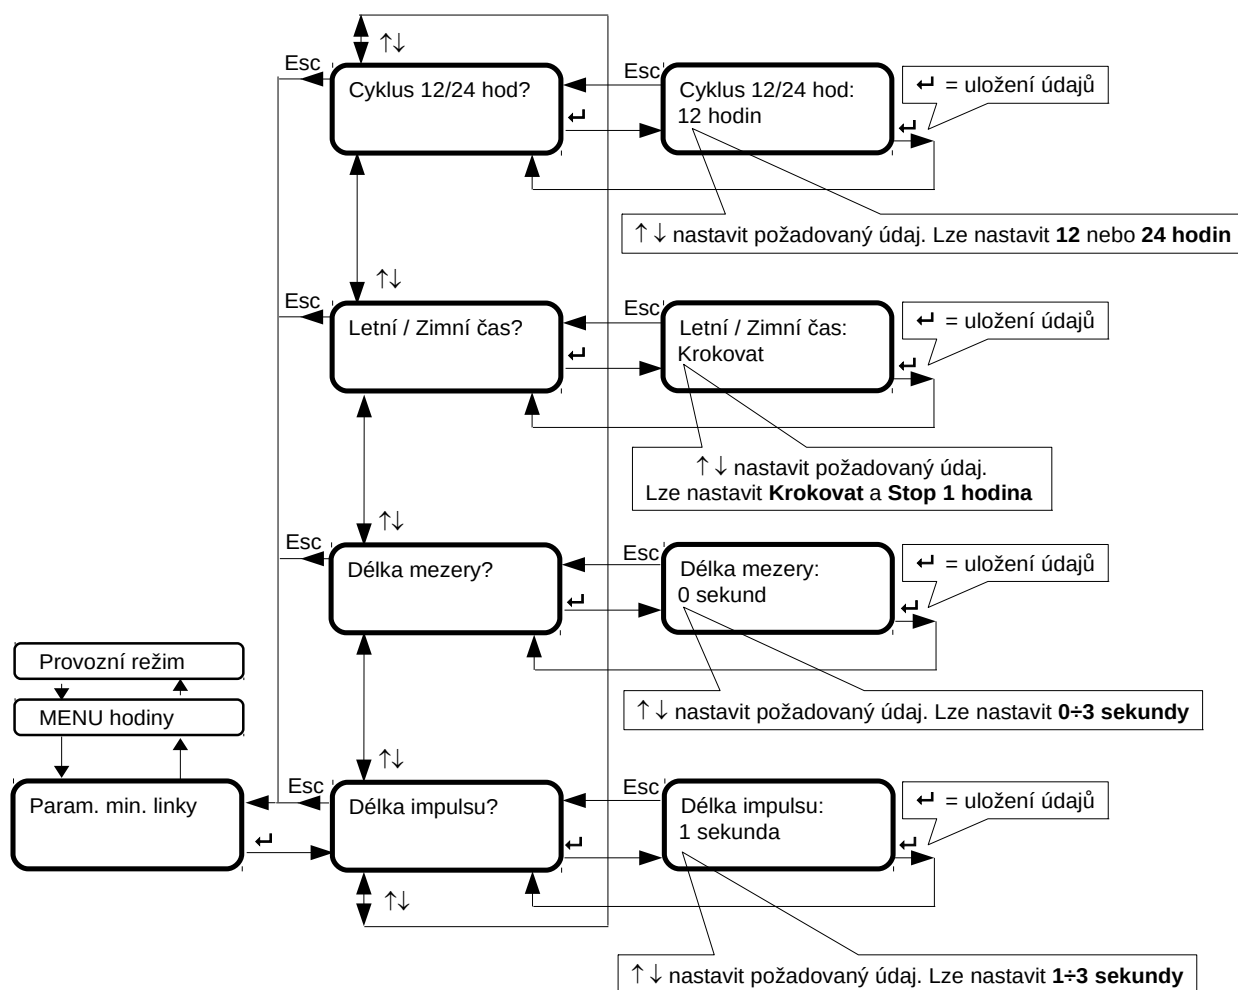 ↑↓
Esc
Cyklus 12/24 hod?
↵
Esc
Cyklus 12/24 hod:
12 hodin
↵
↵ = uložení údajů
↑↓ nastavit požadovaný údaj. Lze nastavit 12 nebo 24 hodin
↑↓
Esc
Letní / Zimní čas?
↵
Esc
Letní / Zimní čas:
Krokovat
↵
↵ = uložení údajů
↑↓ nastavit požadovaný údaj.
Lze nastavit Krokovat a Stop 1 hodina
↑↓
Esc
Délka mezery?
↵
Esc
Délka mezery:
0 sekund
↵
↵ = uložení údajů
↑↓ nastavit požadovaný údaj. Lze nastavit 0÷3 sekundy
Provozní režim
MENU hodiny
Param. min. linky
↵
↑↓
Esc
Délka impulsu?
↵
Esc
Délka impulsu:
1 sekunda
↵
↵ = uložení údajů
↑↓
↑↓ nastavit požadovaný údaj. Lze nastavit 1÷3 sekundy